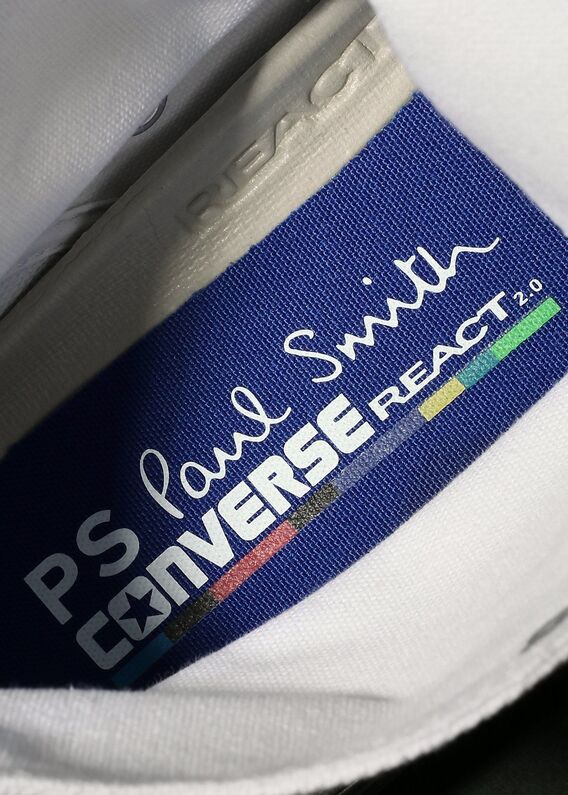 REACT
PS Paul Smith
CONVERSE REACT 2.0